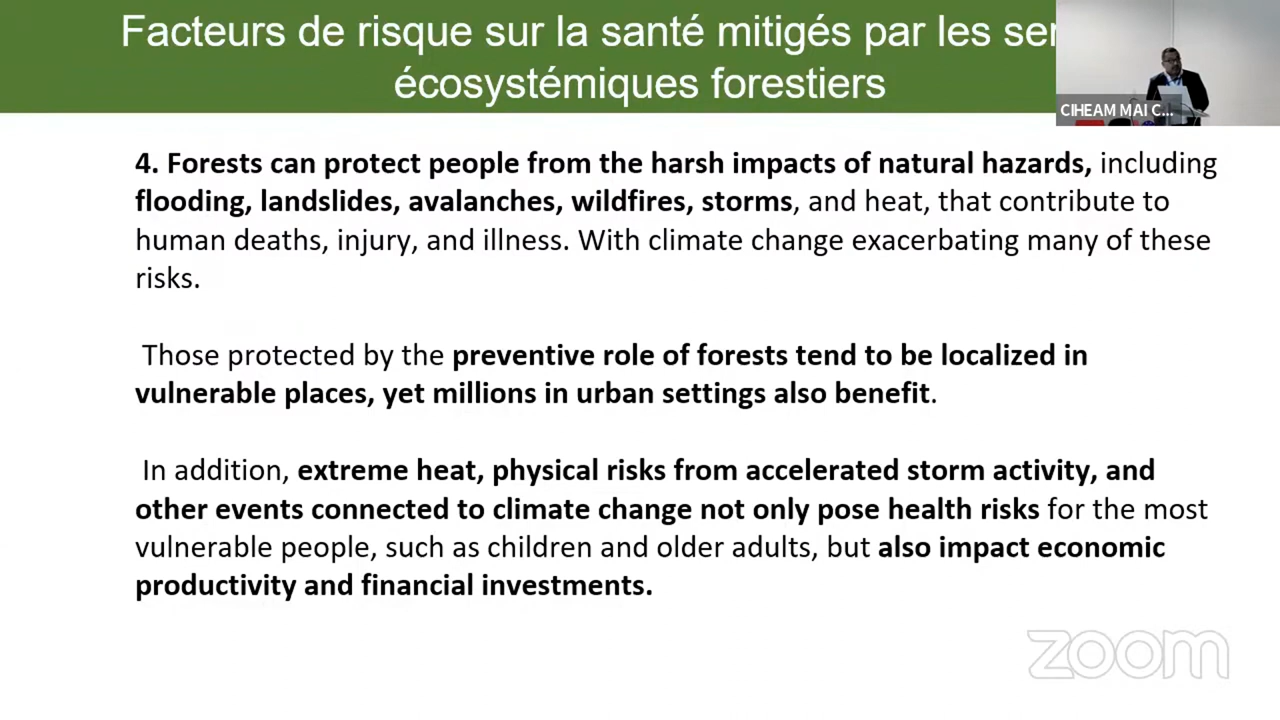 Facteurs de risque sur la santé mitigés par les
écosystémiques forestiers
CIHEAM MAI C...
4. Forests can protect people from the harsh impacts of natural hazards, including
flooding, landslides, avalanches, wildfires, storms, and heat, that contribute to
human deaths, injury, and illness. With climate change exacerbating many of these
risks.
Those protected by the preventive role of forests tend to be localized in
vulnerable places, yet millions in urban settings also benefit.
In addition, extreme heat, physical risks from accelerated storm activity, and
other events connected to climate change not only pose health risks for the most
vulnerable people, such as children and older adults, but also impact economic
productivity and financial investments.
zoom